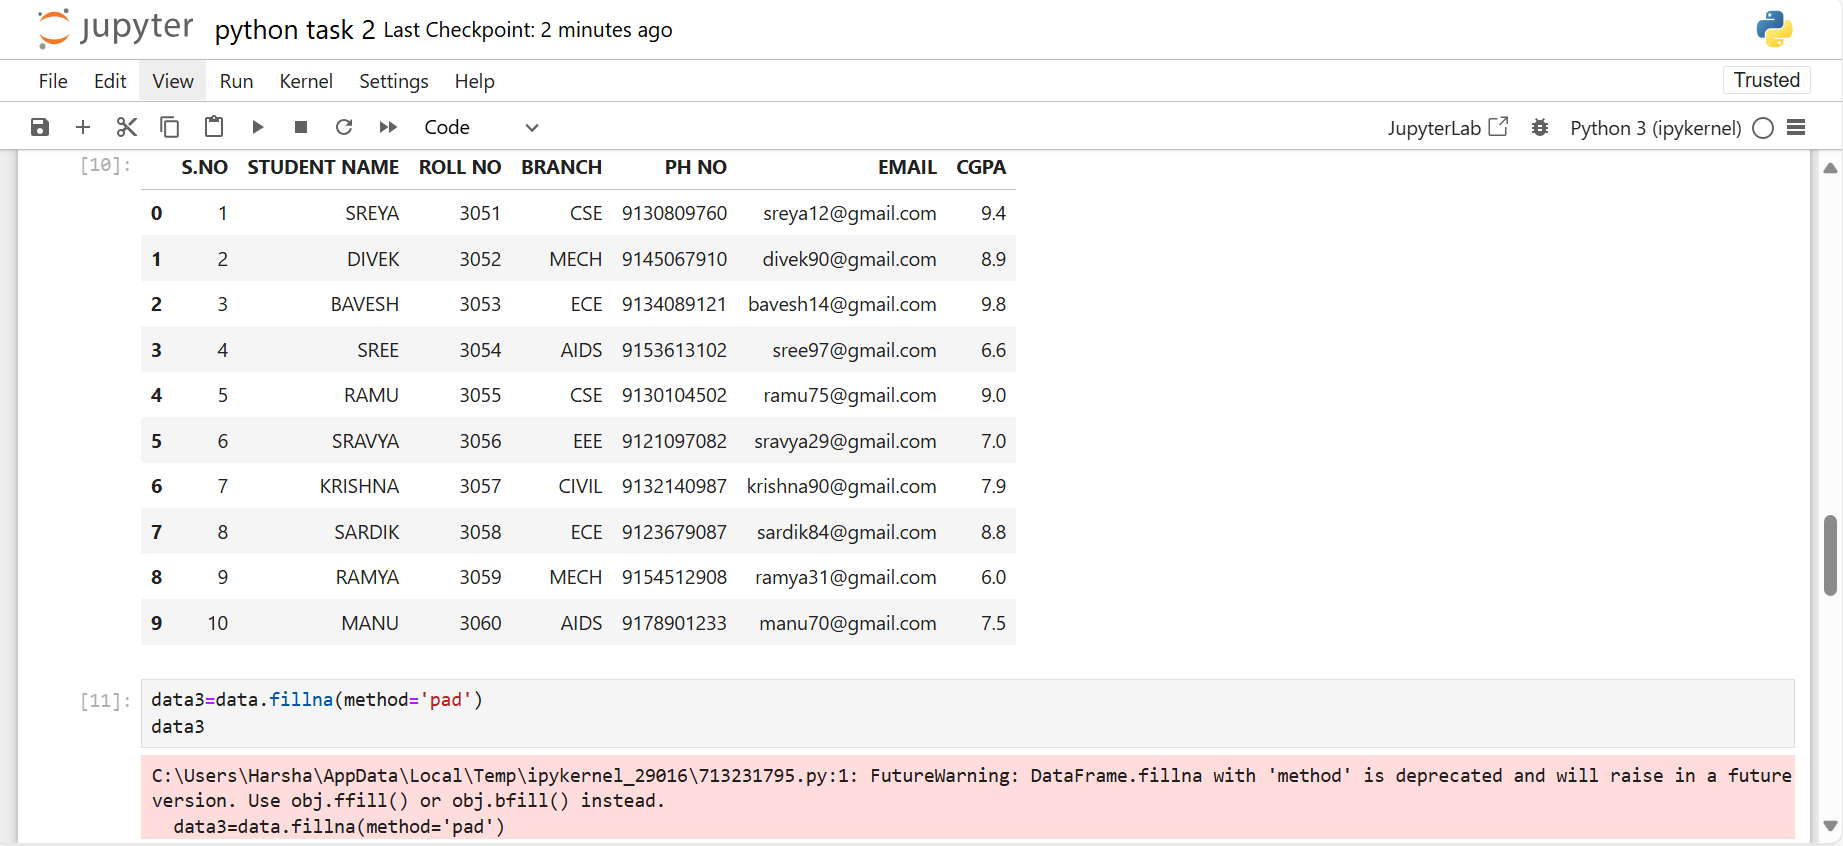 jupyter python task 2 Last Checkpoint: 2 minutes ago
File Edit View Run Kernel Settings Help Trusted
Code JupyterLab Python 3 (ipykernel)
[10]: S.NO STUDENT NAME ROLL NO BRANCH PH NO EMAIL CGPA
0 1 SREYA 3051 CSE 9130809760 sreya12@gmail.com 9.4
1 2 DIVEK 3052 MECH 9145067910 divek90@gmail.com 8.9
2 3 BAVESH 3053 ECE 9134089121 bavesh14@gmail.com 9.8
3 4 SREE 3054 AIDS 9153613102 sree97@gmail.com 6.6
4 5 RAMU 3055 CSE 9130104502 ramu75@gmail.com 9.0
5 6 SRAVYA 3056 EEE 9121097082 sravya29@gmail.com 7.0
6 7 KRISHNA 3057 CIVIL 9132140987 krishna90@gmail.com 7.9
7 8 SARDIK 3058 ECE 9123679087 sardik84@gmail.com 8.8
8 9 RAMYA 3059 MECH 9154512908 ramya31@gmail.com 6.0
9 10 MANU 3060 AIDS 9178901233 manu70@gmail.com 7.5
[11]: data3=data.fillna(method='pad')
data3
C:\Users\Harsha\AppData\Local\Temp\ipykernel_29016\713231795.py:1: FutureWarning: DataFrame.fillna with 'method' is deprecated and will raise in a future
version. Use obj.ffill() or obj.bfill() instead.
data3=data.fillna(method='pad')